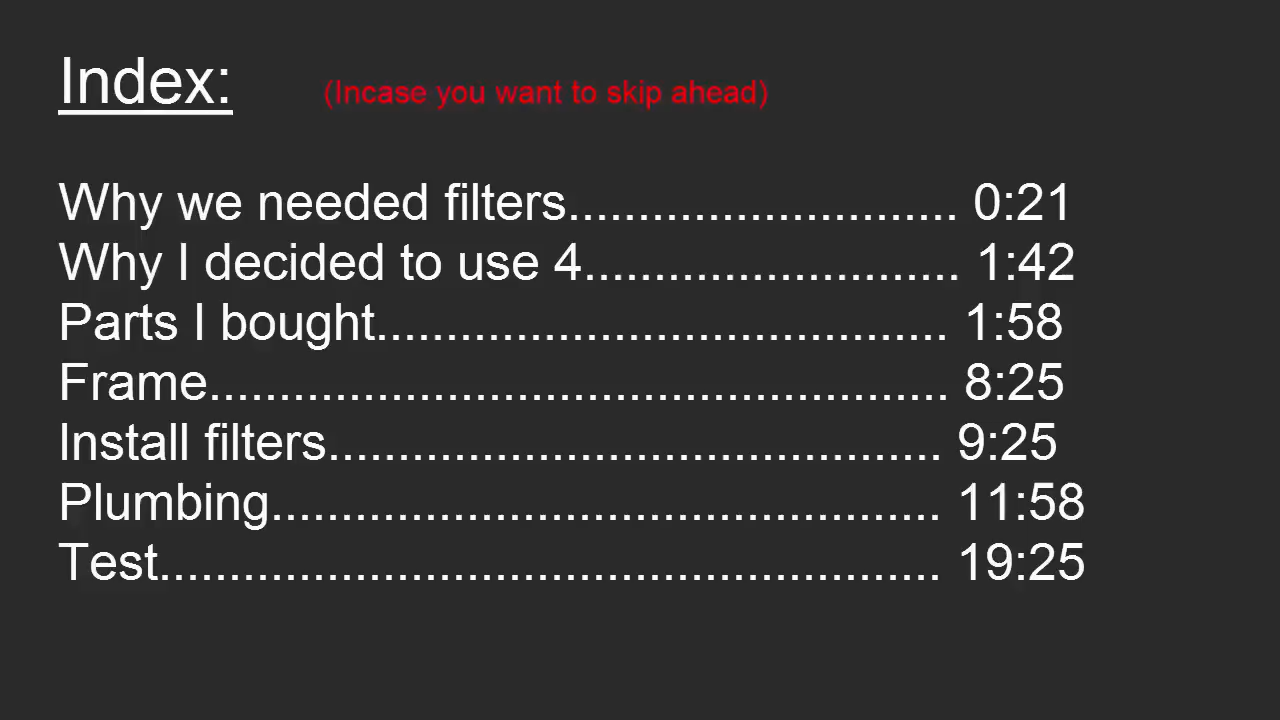 Index: (Incase you want to skip ahead)
Why we needed filters............................ 0:21
Why I decided to use 4........................... 1:42
Parts I bought......................................... 1:58
Frame..................................................... 8:25
Install filters............................................ 9:25
Plumbing................................................ 11:58
Test........................................................ 19:25